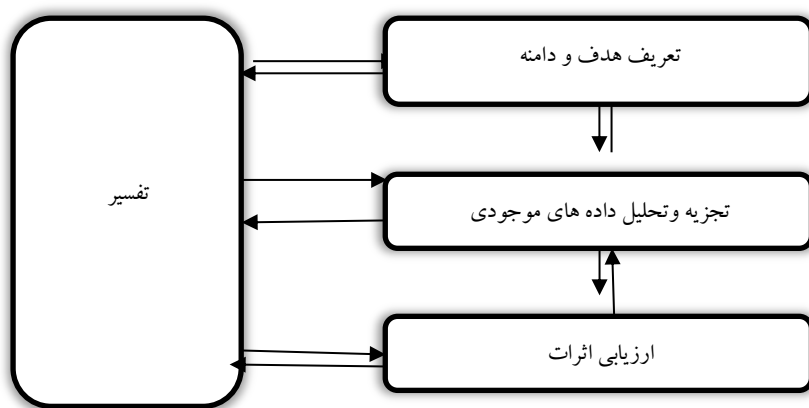 تعریف هدف و دامنه
تفسیر
تجزیه وتحلیل داده های موجودی
ارزیابی اثرات